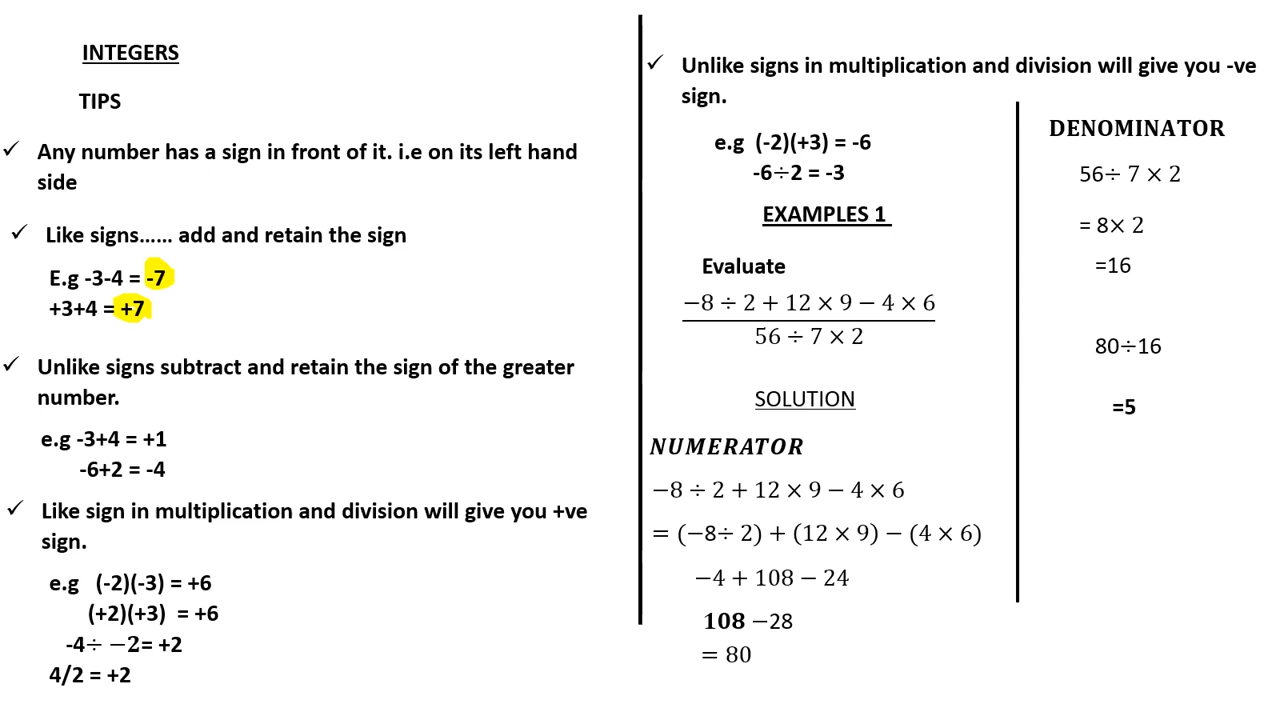 INTEGERS
TIPS
✓ Any number has a sign in front of it. i.e on its left hand
side
✓ Like signs...... add and retain the sign
E.g -3-4 = -7
+3+4 = +7
✓ Unlike signs subtract and retain the sign of the greater
number.
e.g -3+4 = +1
-6+2 = -4
✓ Like sign in multiplication and division will give you +ve
sign.
e.g (-2)(-3) = +6
(+2)(+3) = +6
-4÷ −2= +2
4/2 = +2
✓ Unlike signs in multiplication and division will give you -ve
sign.
e.g (-2)(+3) = -6
-6÷2 = -3
EXAMPLES 1
Evaluate
−8 ÷ 2 + 12 × 9 − 4 × 6
56 ÷ 7 × 2
SOLUTION
NUMERATOR
−8 ÷ 2 + 12 × 9 − 4 × 6
= (−8÷ 2) + (12 × 9) − (4 × 6)
−4 + 108 − 24
108 −28
= 80
DENOMINATOR
56÷ 7 × 2
= 8× 2
=16
80÷16
=5